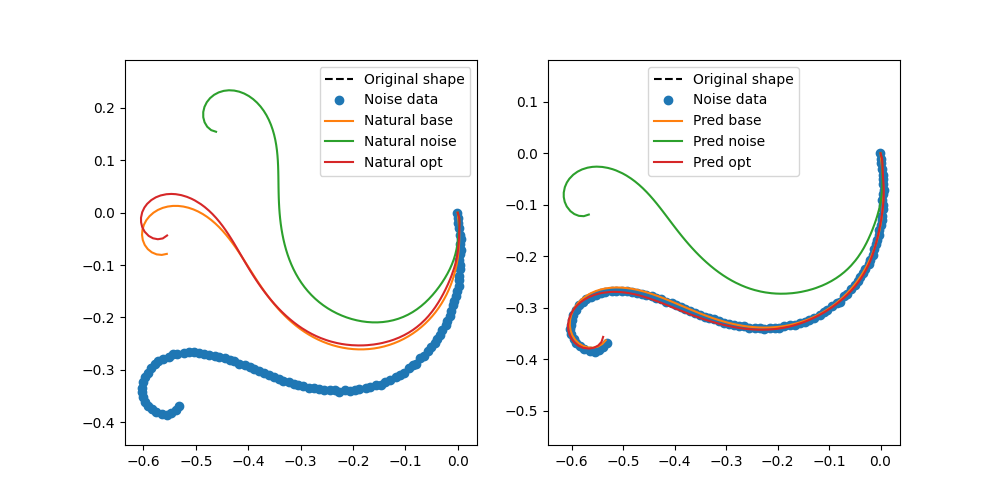 Original shape
Noise data
Natural base
Natural noise
Natural opt
0.2
0.1
0.0
−0.1
−0.2
−0.3
−0.4
−0.6 −0.5 −0.4 −0.3 −0.2 −0.1 0.0
Original shape
Noise data
Pred base
Pred noise
Pred opt
0.1
0.0
−0.1
−0.2
−0.3
−0.4
−0.5
−0.6 −0.5 −0.4 −0.3 −0.2 −0.1 0.0